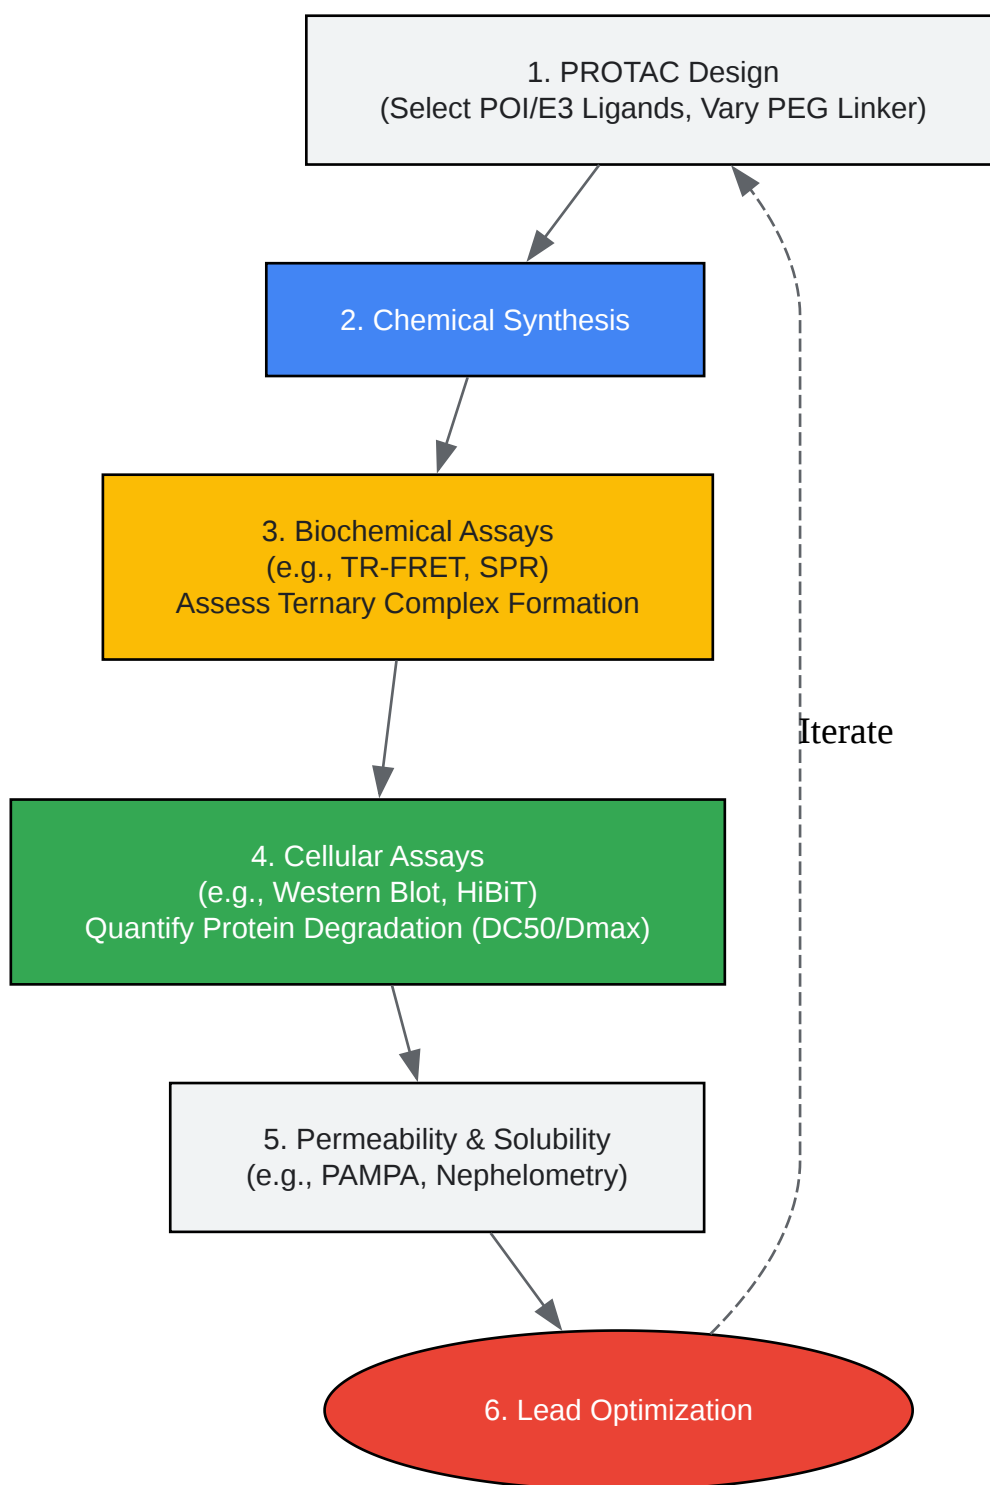 1. PROTAC Design
(Select POI/E3 Ligands, Vary PEG Linker)
2. Chemical Synthesis
3. Biochemical Assays
(e.g., TR-FRET, SPR)
Assess Ternary Complex Formation
Iterate
4. Cellular Assays
(e.g., Western Blot, HiBiT)
Quantify Protein Degradation (DC50/Dmax)
5. Permeability & Solubility
(e.g., PAMPA, Nephelometry)
6. Lead Optimization